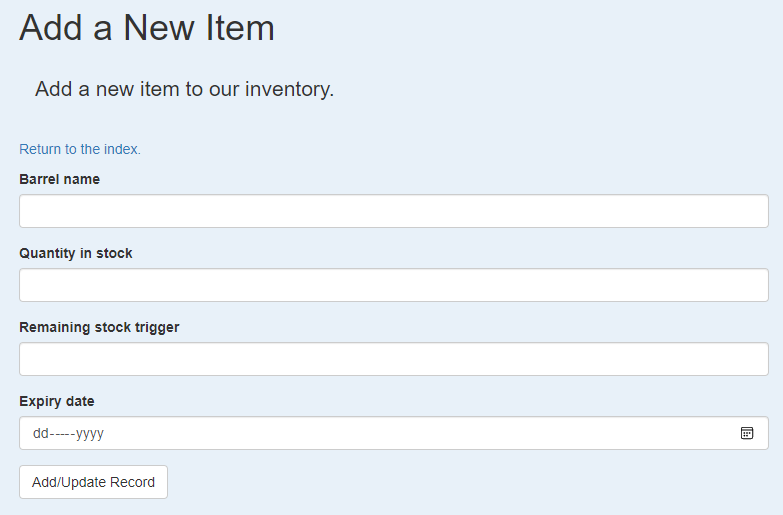 Add a New Item
Add a new item to our inventory.
Return to the index.
Barrel name
Quantity in stock
Remaining stock trigger
Expiry date
dd-----yyyy
Add/Update Record